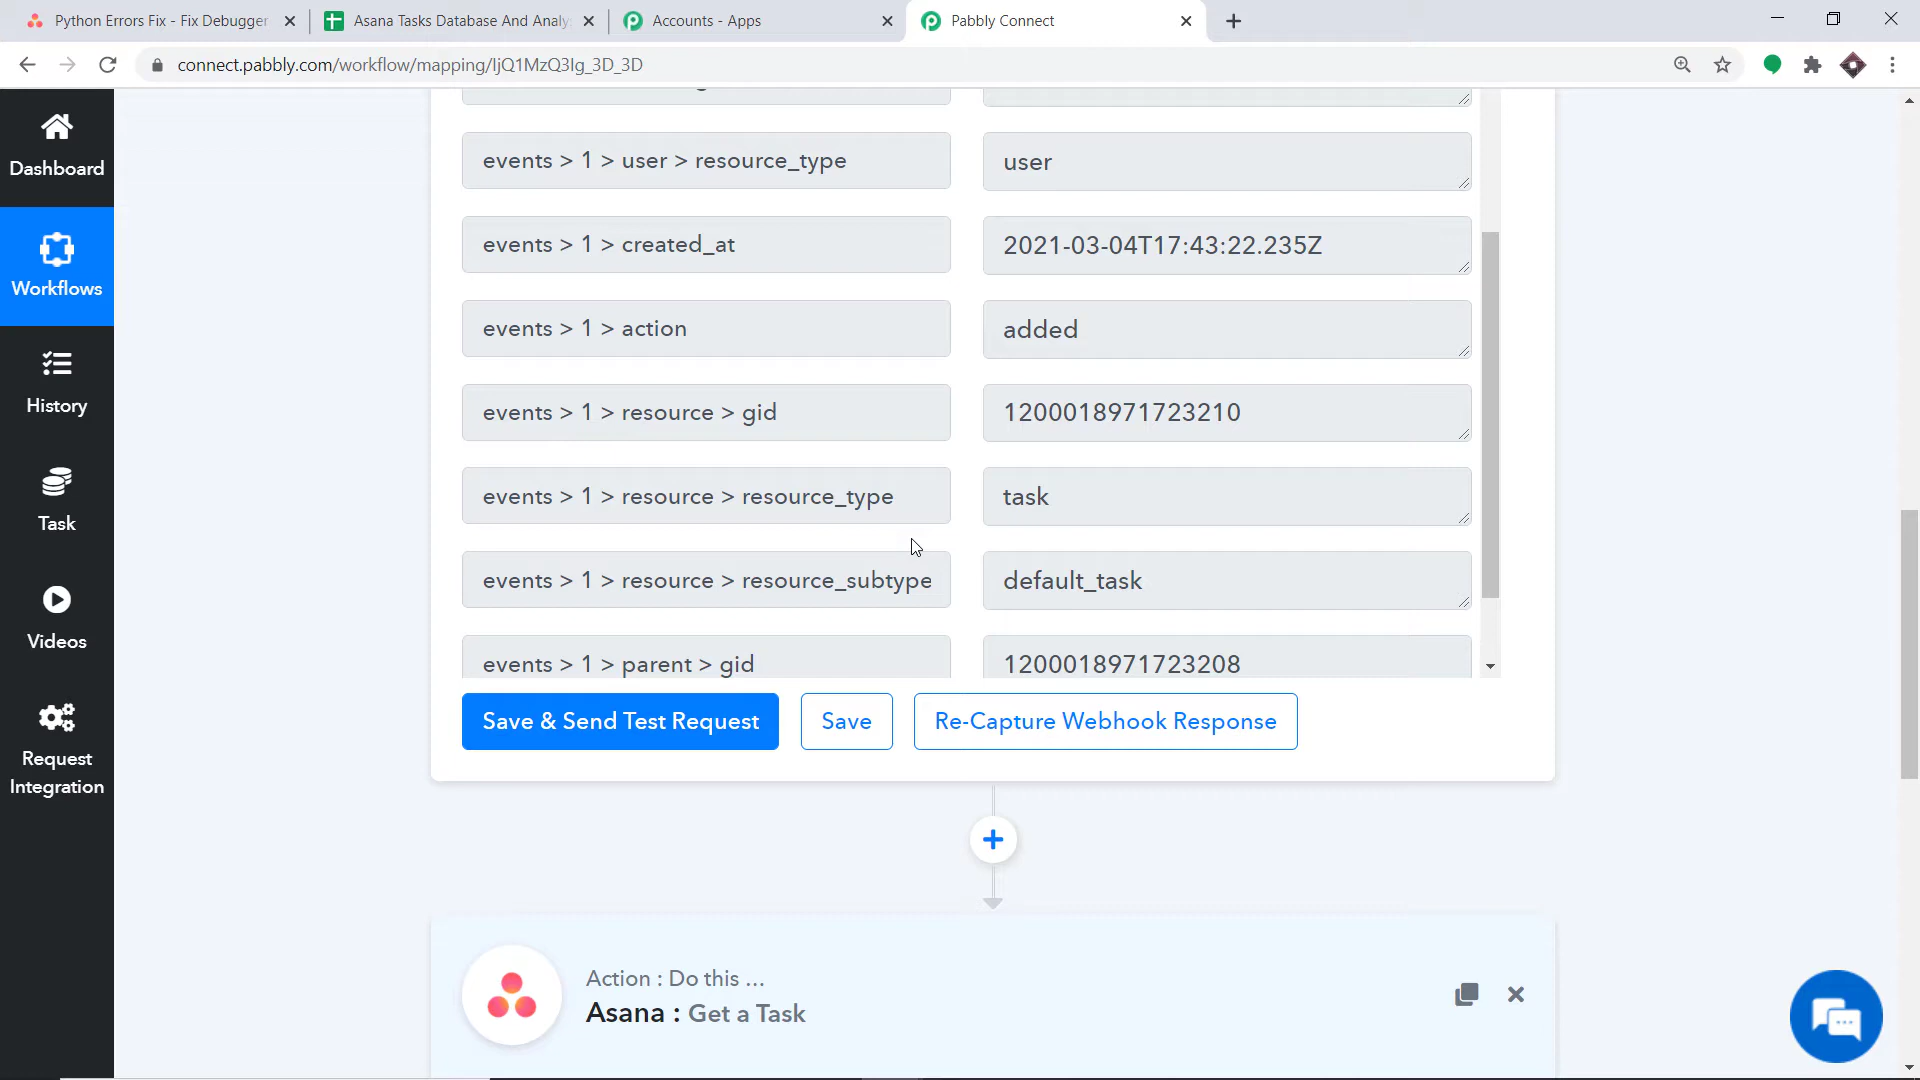 Python Errors Fix - Fix Debugger
Asana Tasks Database And Analy
Accounts - Apps
Pabbly Connect
connect.pabbly.com/workflow/mapping/IjQ1MzQ3Ig_3D_3D
Dashboard
Workflows
History
Task
Videos
Request
Integration
events > 1 > user > resource_type
user
events > 1 > created_at
2021-03-04T17:43:22.235Z
events > 1 > action
added
events > 1 > resource > gid
1200018971723210
events > 1 > resource > resource_type
task
events > 1 > resource > resource_subtype
default_task
events > 1 > parent > gid
1200018971723208
Save & Send Test Request
Save
Re-Capture Webhook Response
Action : Do this ...
Asana : Get a Task